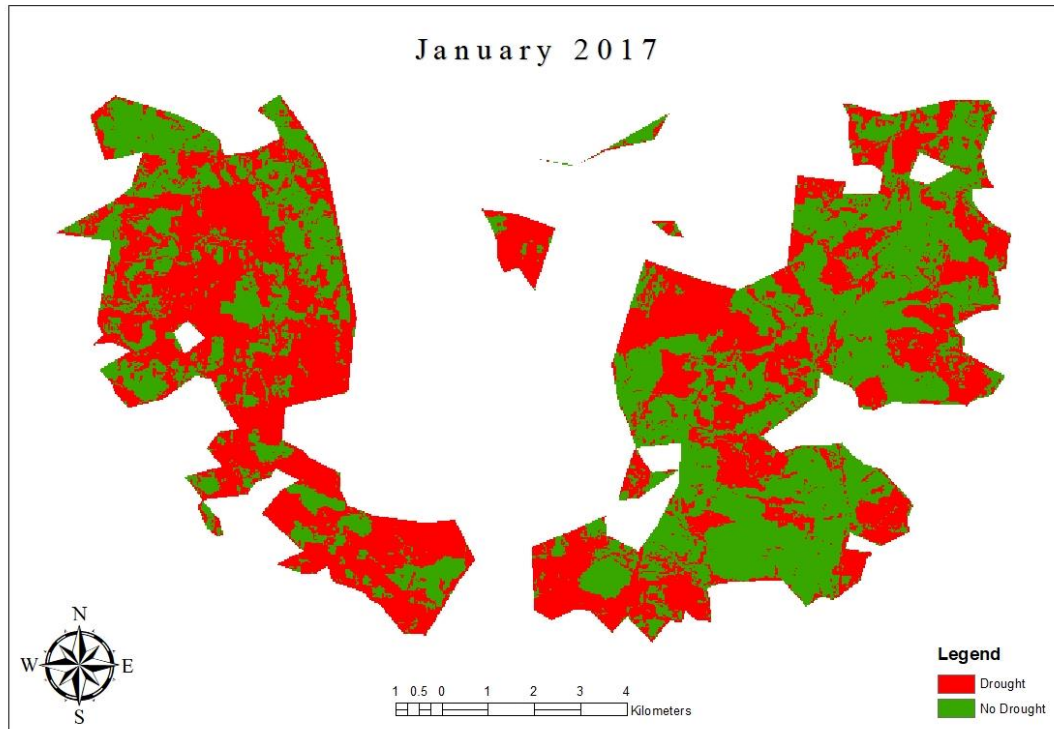 January 2017
N
W E
S
1 0.5 0 1 2 3 4
Kilometers
Legend
Drought
No Drought